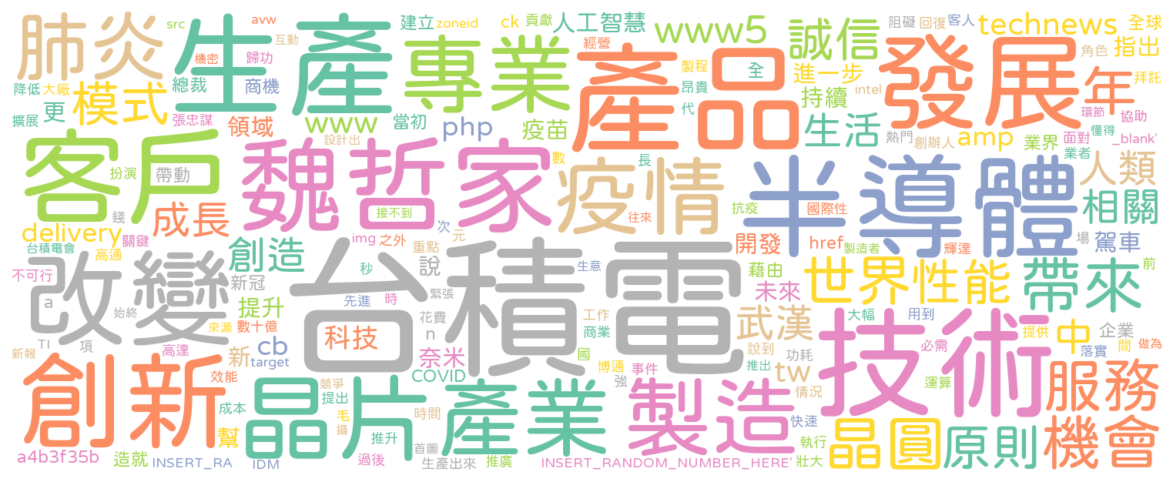 肺炎 src avw 建立 zoneid ck 貢獻 人工智慧 www5 誠信 阻礙 回復 客人 technews 全球
生產 機密 互動 歸功 專業 經營 產品 製程 全 進一步 發展 角色 指出
降低 大廠 模式 總裁 商機 昂貴 持續 intel 年 拜託
擴展 更 張忠謀 領域 www 當初 php 疫苗 代 生活 熱門 創辦人 amp 業界 面對 環節 協助 懂得 _blank'
客戶 設計出 魏哲家 數 疫情 長 半導體 業者 人類
扮演 帶動 接不到 往來 抗疫 國際性 相關
delivery 關鍵 成長 錢 img 之外 次 元 重點 開發 href 製造者 輝達 場 駕車
台積電會 高通 創造 台積電 說 生意 藉由 世界 性能 帶來 前
不可行 改變 a 新冠 秒 緊張 未來
始終 提升 先進 時 花費 工作 武漢 大幅 用到 提供 中 企業
TI 項 來源 數十億 科技 n 商業 說到 技術 必需 落實 間 做為
新報 高達 新 cb target 奈米 國 博通 推出 功耗 tw
創新 效能 競爭 COVID 強 事件 情況 運算 服務
成本 晶片 提出 毛 產業 時間 製造 快速
幫 攝 推升 首圖 執行 晶圓 原則 機會
a4b3f35b 造就 INSERT_RA IDM 過後 生產出來 推廣 INSERT_RANDOM_NUMBER_HERE' 壯大